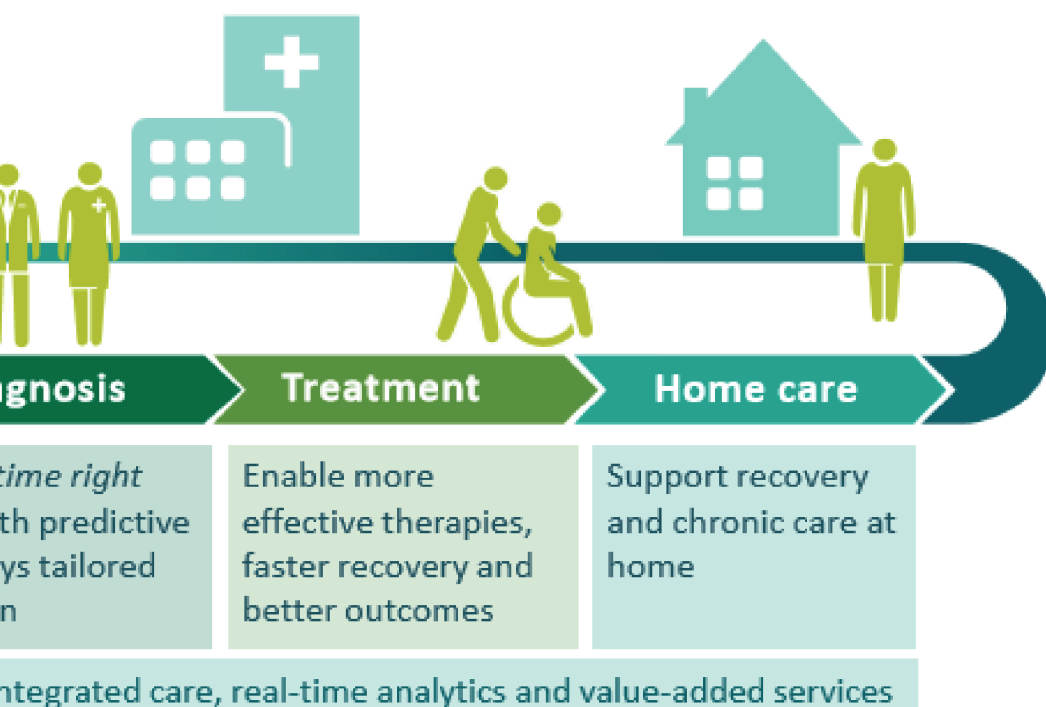 agnosis
Treatment
Home care
time right
th predictive
ys tailored
n
Enable more
effective therapies,
faster recovery and
better outcomes
Support recovery
and chronic care at
home
ntegrated care, real-time analytics and value-added services